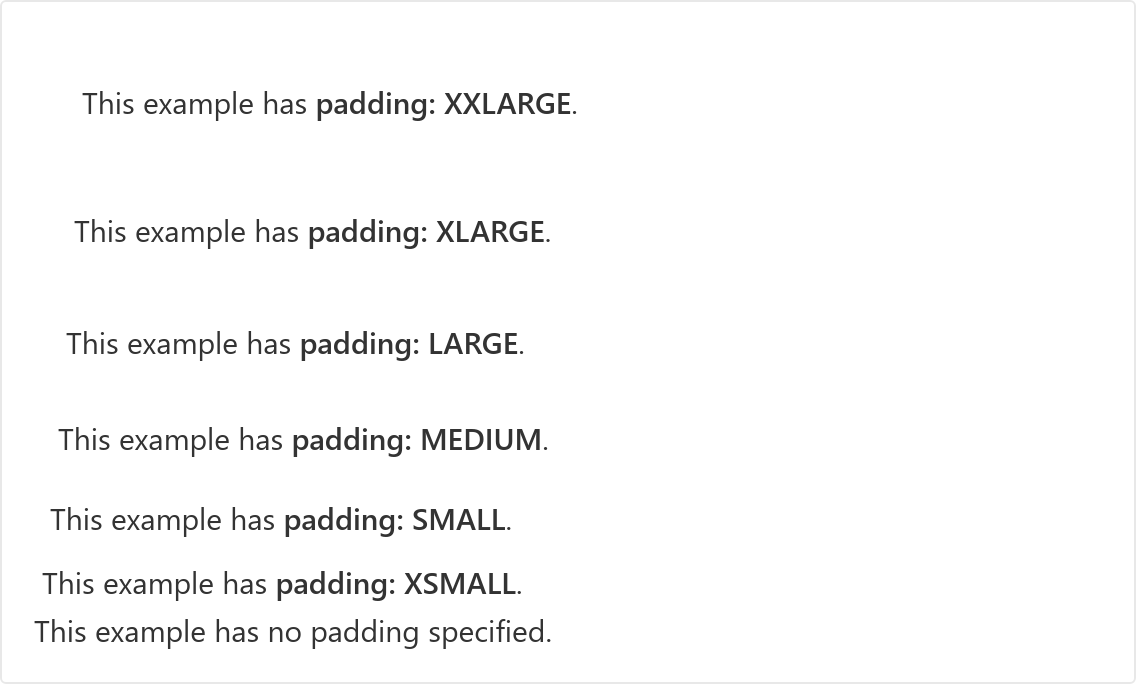 This example has padding: XXLARGE.
This example has padding: XLARGE.
This example has padding: LARGE.
This example has padding: MEDIUM.
This example has padding: SMALL.
This example has padding: XSMALL.
This example has no padding specified.